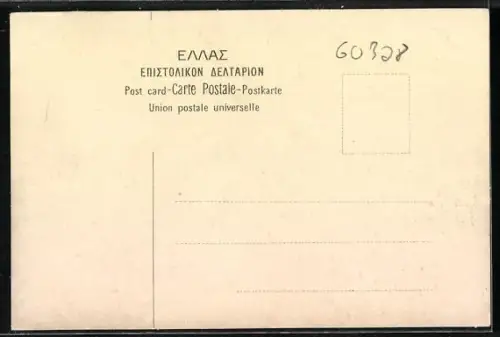 ΕΛΛΑΣ
60328
ΕΠΙΣΤΟΛΙΚΟΝ ΔΕΛΤΑΡΙΟΝ
Post card-Carte Postale-Postkarte
Union postale universelle